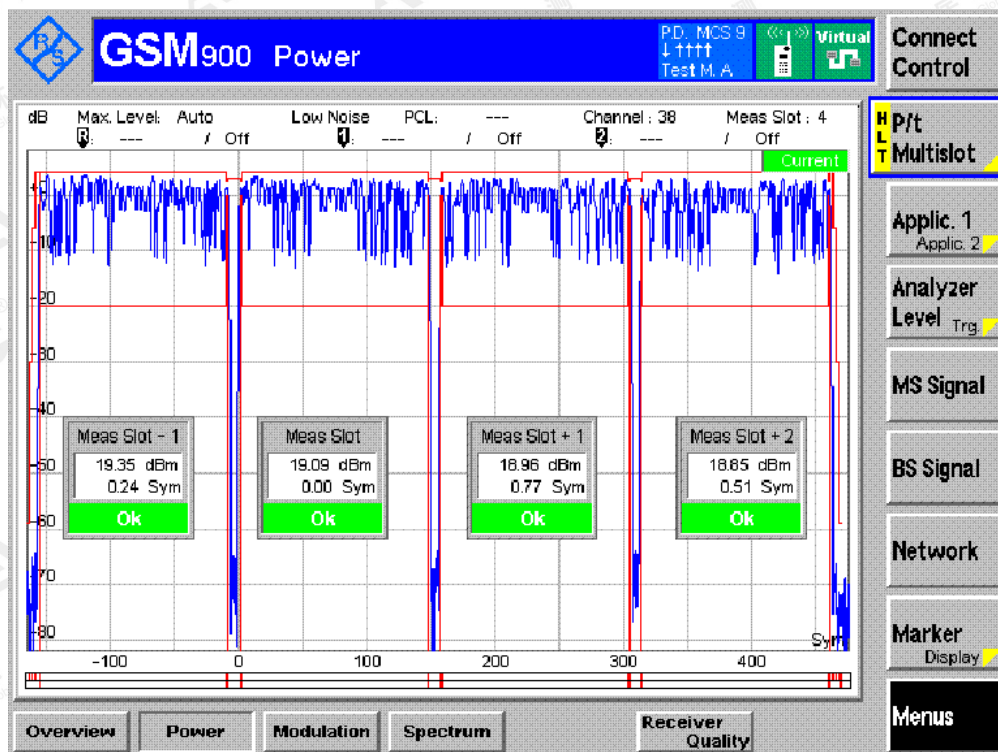 R/S
GSM900 Power
P.D. MCS 9
↓ ↑↑↑↑
Test M. A
Virtual
Connect Control
dB Max. Level: Auto Low Noise PCL: --- Channel : 38 Meas Slot : 4
R: --- / Off 1: --- / Off 2: --- / Off
HLT
P/t Multislot
Current
+5
-10
-20
-30
-40
-50
-60
-70
-80
Applic. 1
Applic. 2
Analyzer Level Trg.
MS Signal
BS Signal
Network
Marker
Display
Menus
Meas Slot - 1
19.35 dBm
0.24 Sym
Ok
Meas Slot
19.09 dBm
0.00 Sym
Ok
Meas Slot + 1
18.96 dBm
0.77 Sym
Ok
Meas Slot + 2
18.85 dBm
0.51 Sym
Ok
Sym
-100 0 100 200 300 400
Overview Power Modulation Spectrum Receiver Quality